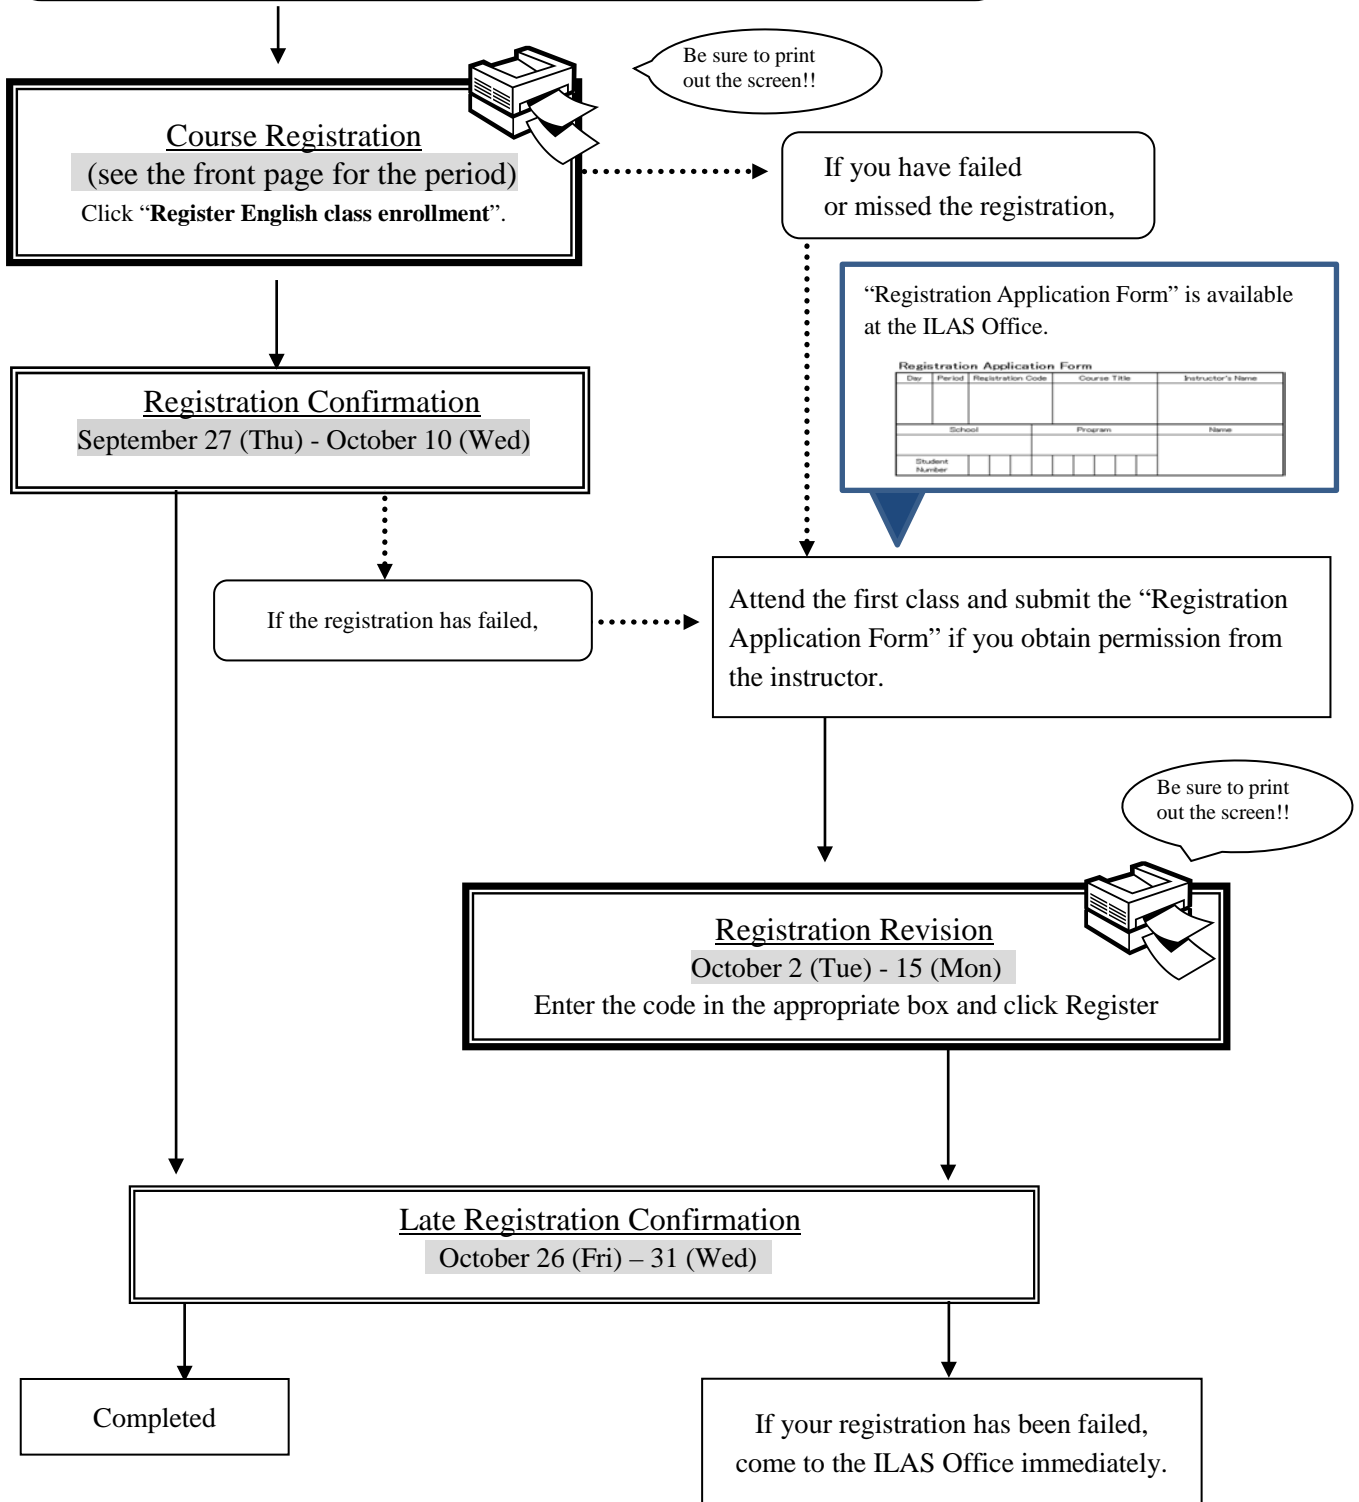 Be sure to print
out the screen!!
Course Registration
(see the front page for the period)
Click “Register English class enrollment”.
If you have failed
or missed the registration,
“Registration Application Form” is available
at the ILAS Office.
Registration Application Form
Day Period Registration Code Course Title Instructor's Name
School Program Name
Student
Number
Registration Confirmation
September 27 (Thu) - October 10 (Wed)
If the registration has failed,
Attend the first class and submit the “Registration
Application Form” if you obtain permission from
the instructor.
Be sure to print
out the screen!!
Registration Revision
October 2 (Tue) - 15 (Mon)
Enter the code in the appropriate box and click Register
Late Registration Confirmation
October 26 (Fri) – 31 (Wed)
Completed
If your registration has been failed,
come to the ILAS Office immediately.